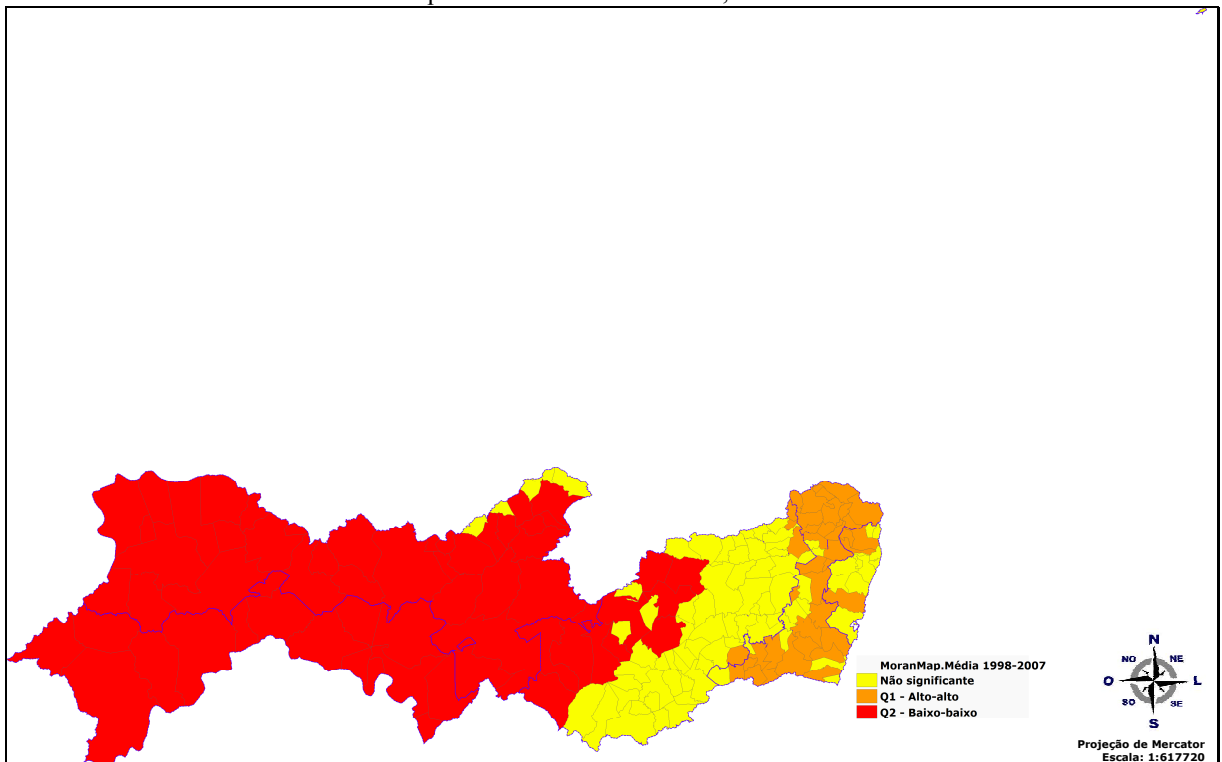 MoranMap.Média 1998-2007
Não significante
Q1 - Alto-alto
Q2 - Baixo-baixo
N
NO NE
O L
SO SE
S
Projeção de Mercator
Escala: 1:617720